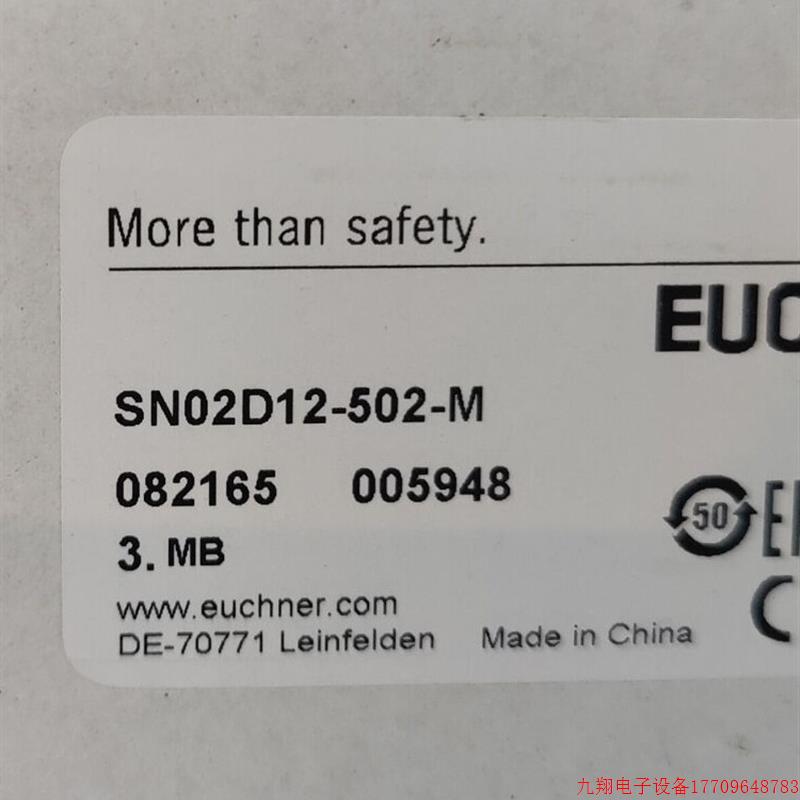 More than safety.
EUC
SN02D12-502-M
082165 005948
50
3. MB
www.euchner.com
DE-70771 Leinfelden Made in China
九翔电子设备17709648783